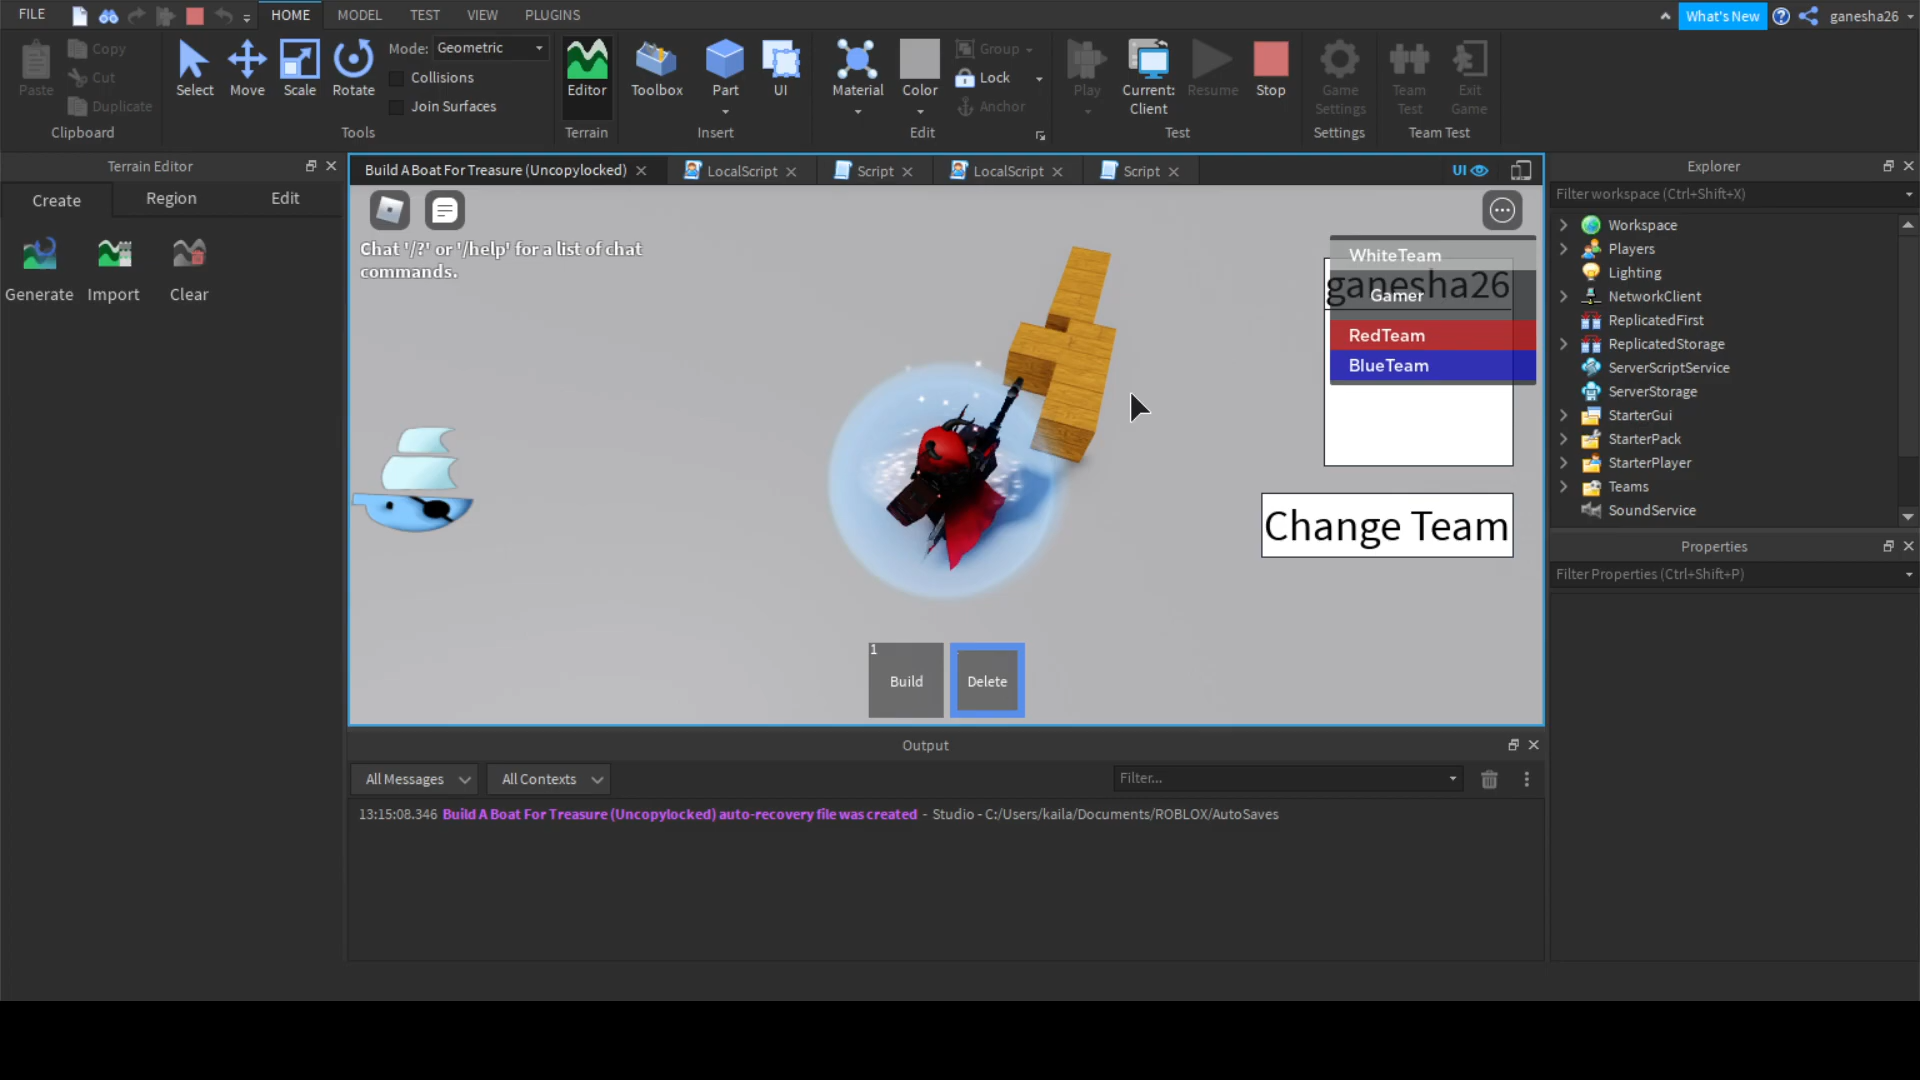 FILE
HOME
MODEL
TEST
VIEW
PLUGINS
What's New
ganesha26
Paste
Copy
Cut
Duplicate
Clipboard
Select
Move
Scale
Rotate
Mode: Geometric
Collisions
Join Surfaces
Tools
Editor
Terrain
Toolbox
Part
UI
Insert
Material
Color
Group
Lock
Anchor
Edit
Play
Current:
Client
Resume
Stop
Test
Game
Settings
Settings
Team
Test
Exit
Game
Team Test
Terrain Editor
Create
Region
Edit
Generate
Import
Clear
Build A Boat For Treasure (Uncopylocked)
LocalScript
Script
LocalScript
Script
UI
Chat '/?' or '/help' for a list of chat
commands.
WhiteTeam
ganesha26
Gamer
RedTeam
BlueTeam
Change Team
1
Build
Delete
Explorer
Filter workspace (Ctrl+Shift+X)
Workspace
Players
Lighting
NetworkClient
ReplicatedFirst
ReplicatedStorage
ServerScriptService
ServerStorage
StarterGui
StarterPack
StarterPlayer
Teams
SoundService
Properties
Filter Properties (Ctrl+Shift+P)
Output
All Messages
All Contexts
Filter...
13:15:08.346 Build A Boat For Treasure (Uncopylocked) auto-recovery file was created - Studio - C:/Users/kaila/Documents/ROBLOX/AutoSaves